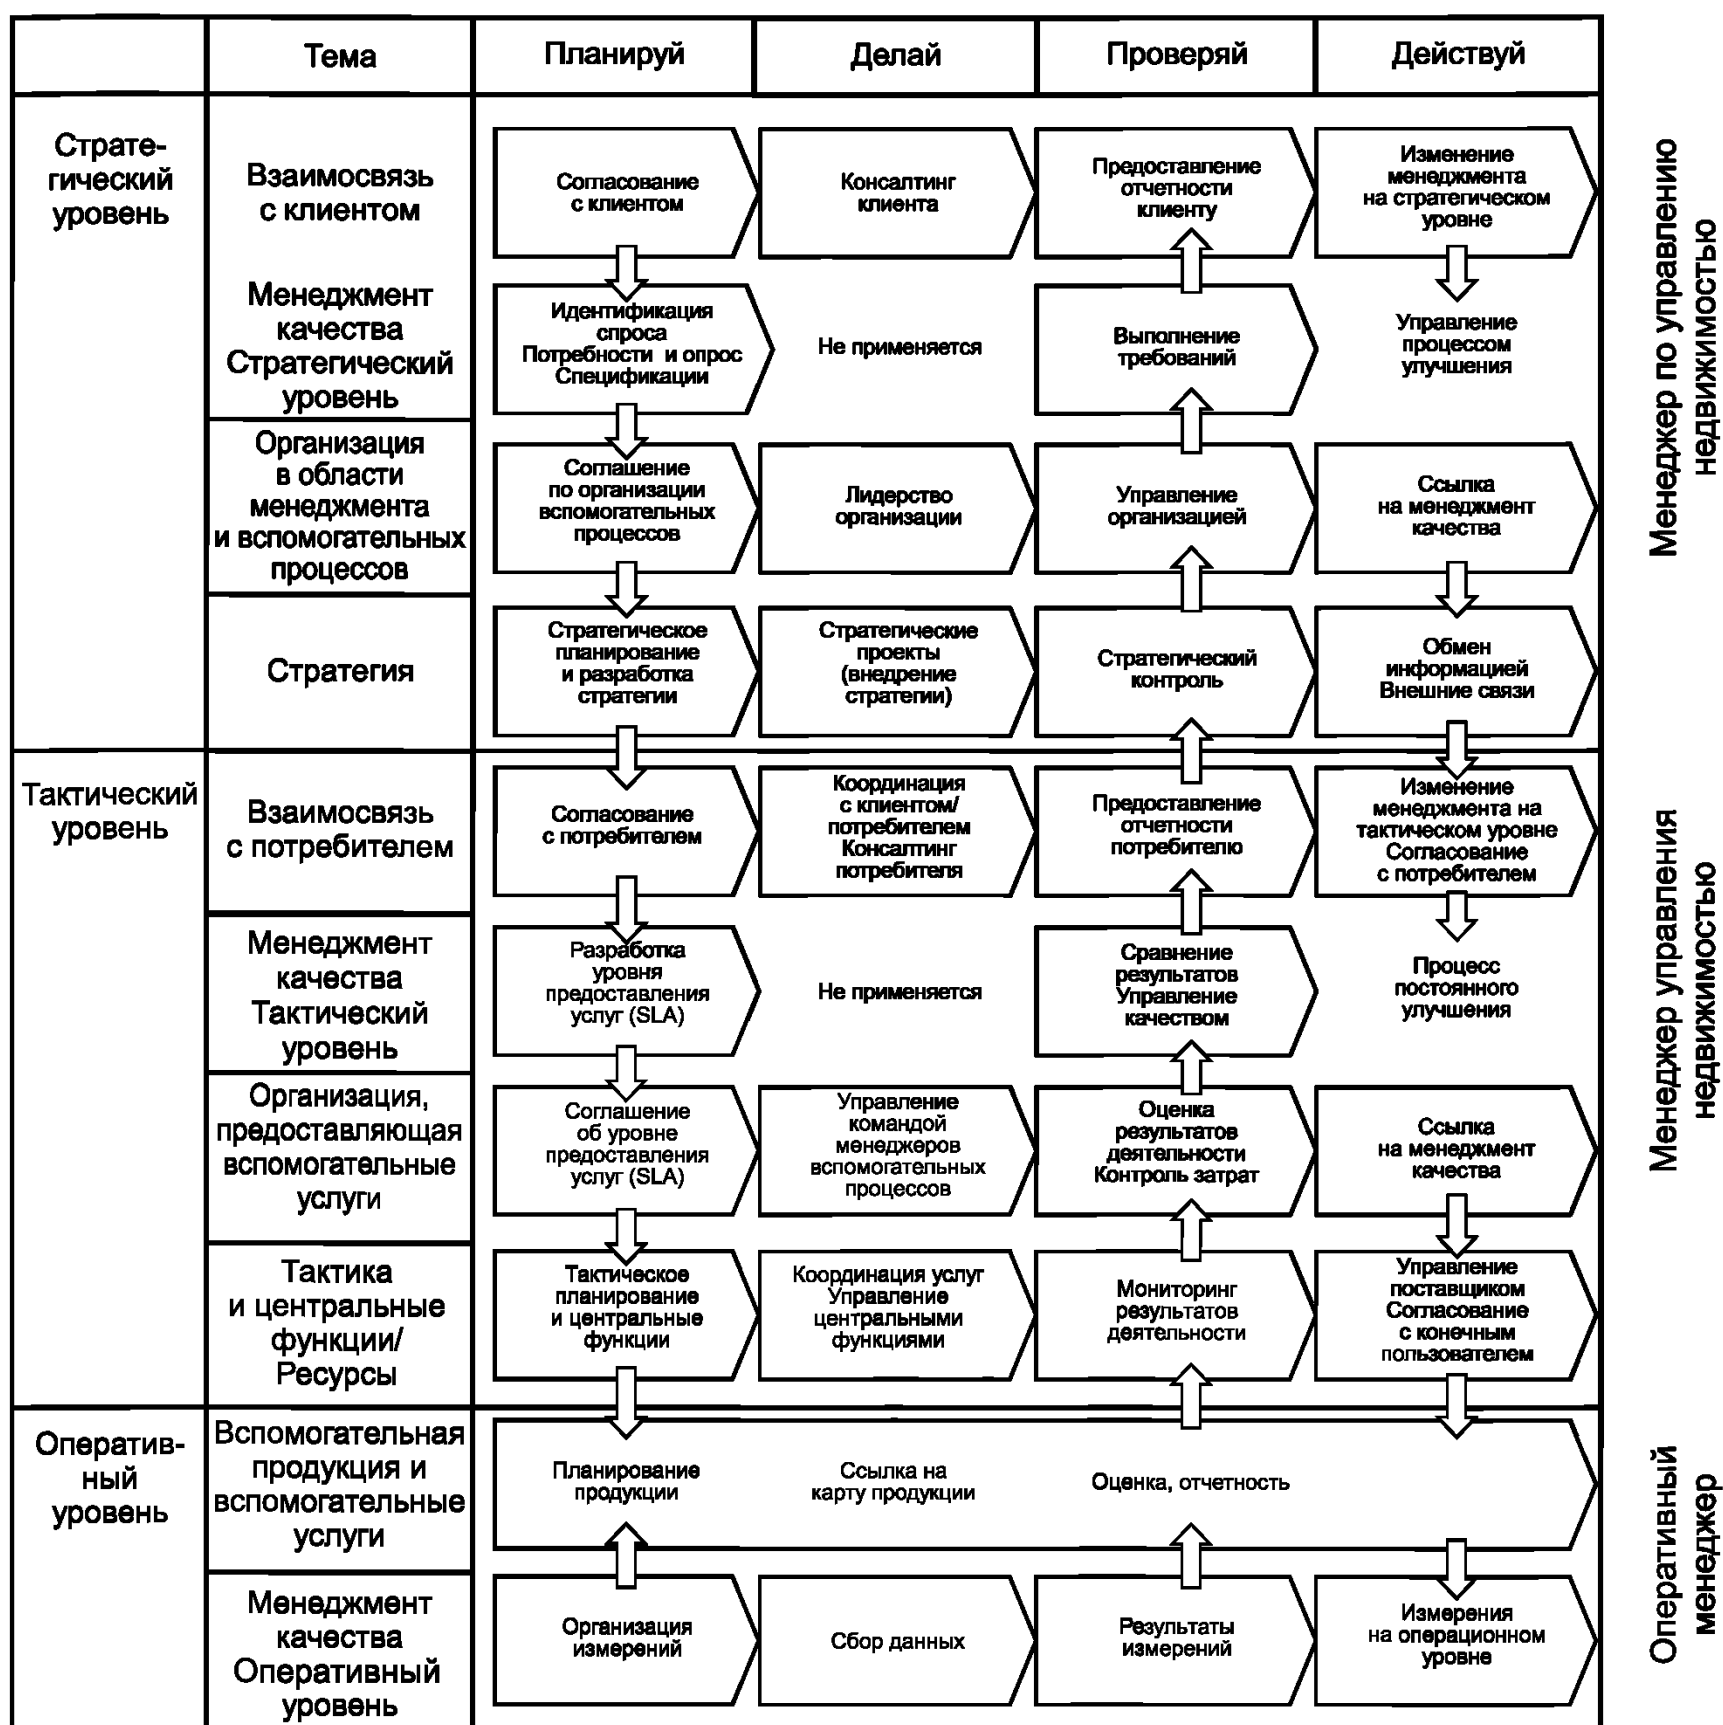 Тема
Планируй
Делай
Проверяй
Действуй
Страте-
гический
уровень
Взаимосвязь
с клиентом
Согласование
с клиентом
Консалтинг
клиента
Предоставление
отчетности
клиенту
Изменение
менеджмента
на стратегическом
уровне
Менеджмент
качества
Стратегический
уровень
Идентификация
спроса
Потребности и опрос
Спецификации
Не применяется
Выполнение
требований
Управление
процессом
улучшения
Организация
в области
менеджмента
и вспомогательных
процессов
Соглашение
по организации
вспомогательных
процессов
Лидерство
организации
Управление
организацией
Ссылка
на менеджмент
качества
Стратегия
Стратегическое
планирование
и разработка
стратегии
Стратегические
проекты
(внедрение
стратегии)
Стратегический
контроль
Обмен
информацией
Внешние связи
Менеджер по управлению
недвижимостью
Тактический
уровень
Взаимосвязь
с потребителем
Согласование
с потребителем
Координация
с клиентом/
потребителем
Консалтинг
потребителя
Предоставление
отчетности
потребителю
Изменение
менеджмента на
тактическом уровне
Согласование
с потребителем
Менеджмент
качества
Тактический
уровень
Разработка
уровня
предоставления
услуг (SLA)
Не применяется
Сравнение
результатов
Управление
качеством
Процесс
постоянного
улучшения
Организация,
предоставляющая
вспомогательные
услуги
Соглашение
об уровне
предоставления
услуг (SLA)
Управление
командой
менеджеров
вспомогательных
процессов
Оценка
результатов
деятельности
Контроль затрат
Ссылка
на менеджмент
качества
Тактика
и центральные
функции/
Ресурсы
Тактическое
планирование
и центральные
функции
Координация услуг
Управление
центральными
функциями
Мониторинг
результатов
деятельности
Управление
поставщиком
Согласование
с конечным
пользователем
Менеджер управления
недвижимостью
Оператив-
ный
уровень
Вспомогательная
продукция и
вспомогательные
услуги
Планирование
продукции
Ссылка на
карту продукции
Оценка, отчетность
Менеджмент
качества
Оперативный
уровень
Организация
измерений
Сбор данных
Результаты
измерений
Измерения
на операционном
уровне
Оперативный
менеджер